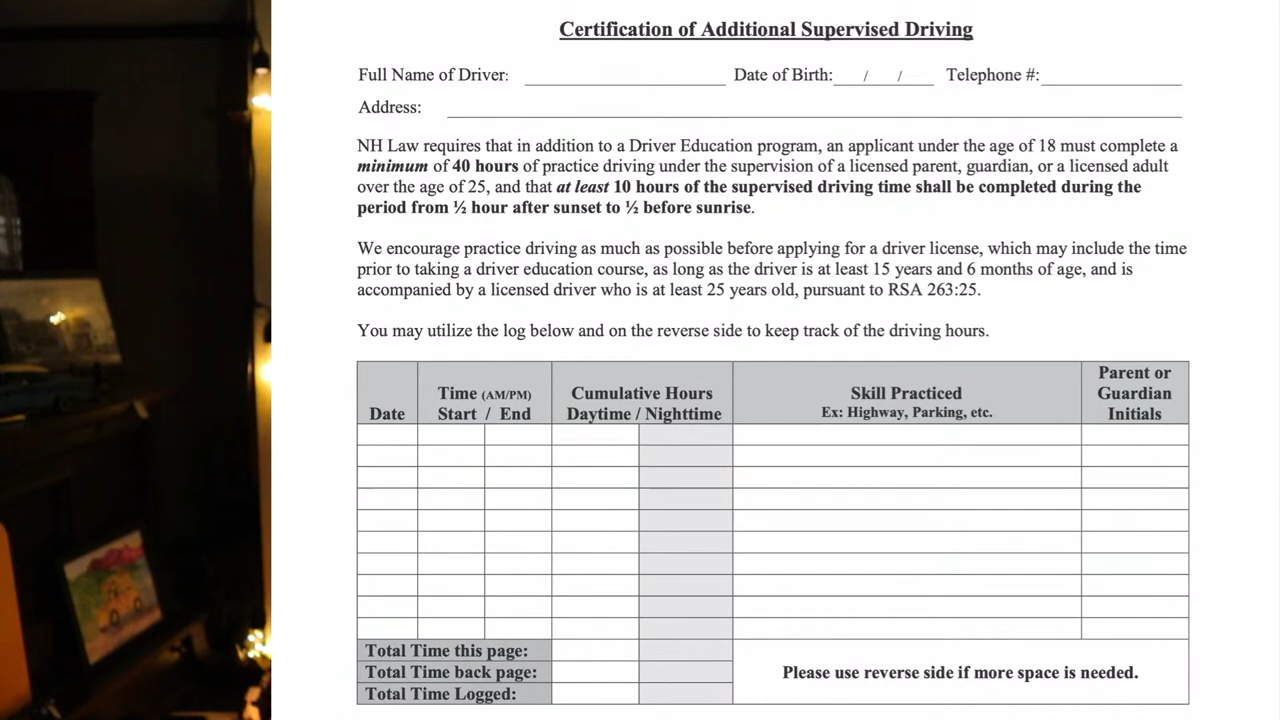 Certification of Additional Supervised Driving
Full Name of Driver: Date of Birth: / / Telephone #:
Address:
NH Law requires that in addition to a Driver Education program, an applicant under the age of 18 must complete a
minimum of 40 hours of practice driving under the supervision of a licensed parent, guardian, or a licensed adult
over the age of 25, and that at least 10 hours of the supervised driving time shall be completed during the
period from ½ hour after sunset to ½ before sunrise.
We encourage practice driving as much as possible before applying for a driver license, which may include the time
prior to taking a driver education course, as long as the driver is at least 15 years and 6 months of age, and is
accompanied by a licensed driver who is at least 25 years old, pursuant to RSA 263:25.
You may utilize the log below and on the reverse side to keep track of the driving hours.
Date
Time (AM/PM)
Start / End
Cumulative Hours
Daytime / Nighttime
Skill Practiced
Ex: Highway, Parking, etc.
Parent or
Guardian
Initials
Total Time this page:
Total Time back page:
Total Time Logged:
Please use reverse side if more space is needed.